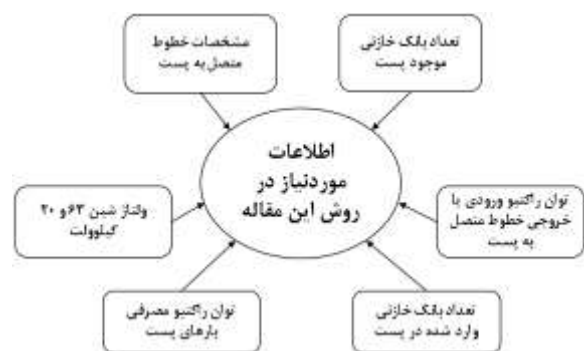 تعداد بانک خازنی
موجود پست
مشخصات خطوط
متصل به پست
اطلاعات
موردنیاز در
روش این مقاله
توان راکتیو ورودی یا
خروجی خطوط متصل
به پست
ولتاژ شین ۶۳ و ۲۰
کیلوولت
تعداد بانک خازنی
وارد شده در پست
توان راکتیو مصرفی
بارهای پست